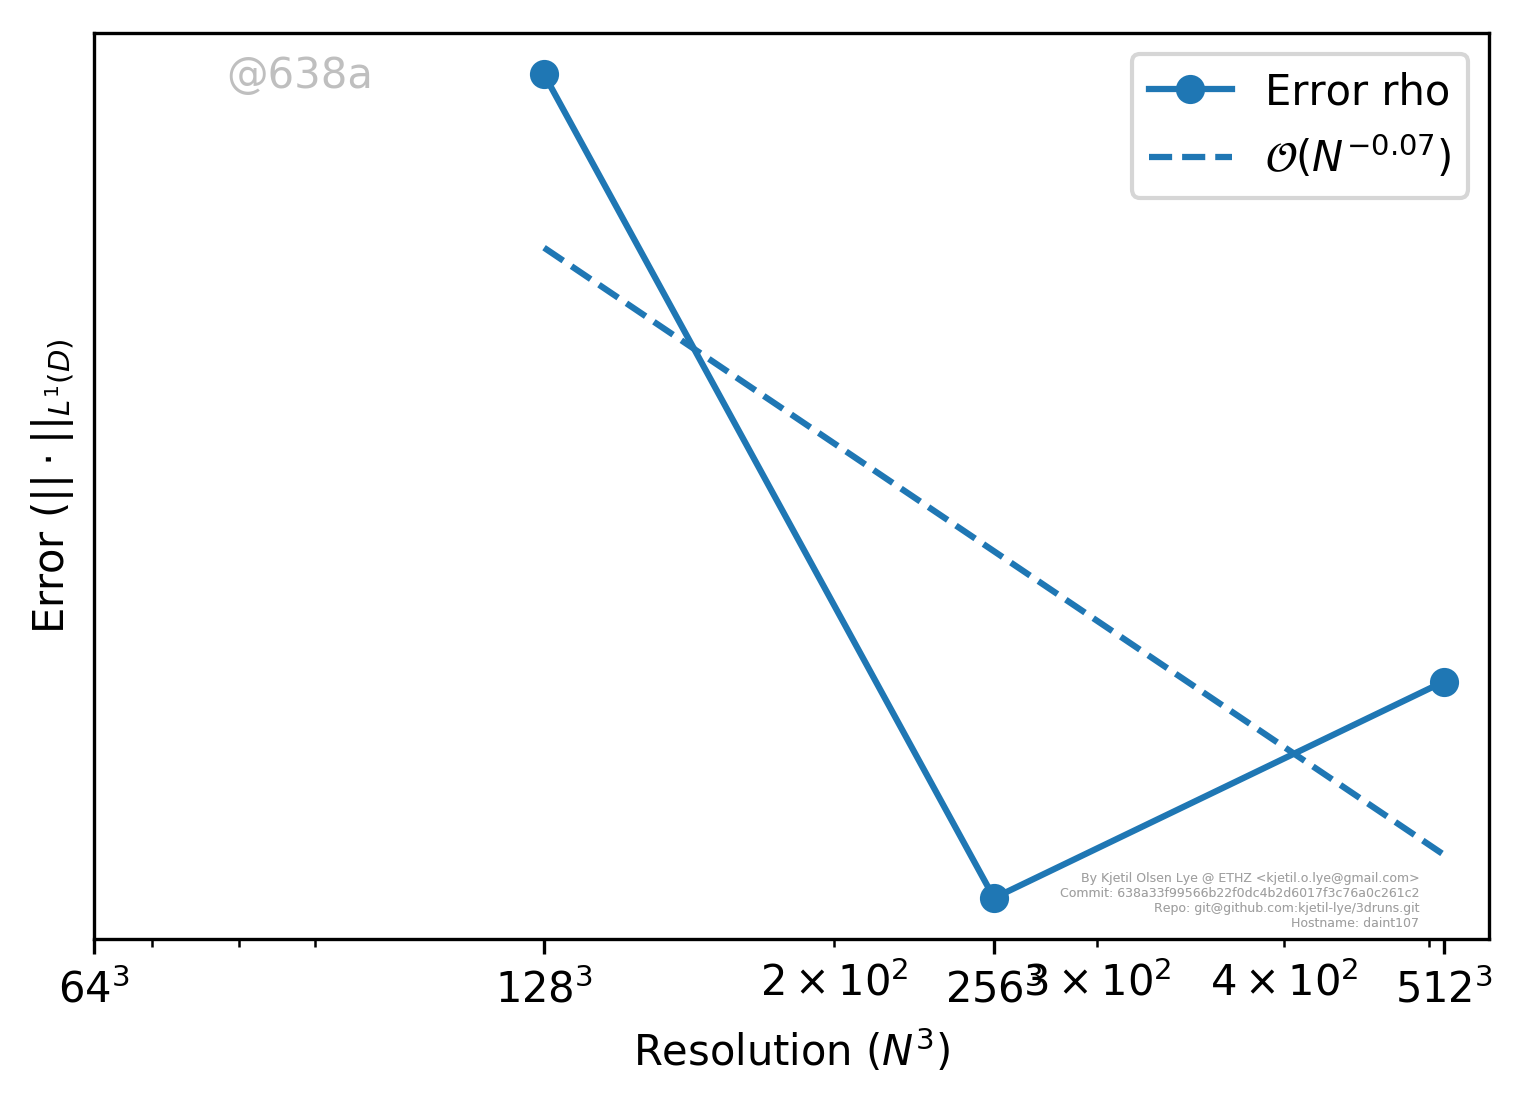 @638a
Error rho
𝒪(N^−0.07)
Error (|| · ||_L^1(D)
By Kjetil Olsen Lye @ ETHZ <kjetil.o.lye@gmail.com>
Commit: 638a33f99566b22f0dc4b2d6017f3c76a0c261c2
Repo: git@github.com:kjetil-lye/3druns.git
Hostname: daint107
64³ 128³ 2 × 10² 256³ 3 × 10² 4 × 10² 512³
Resolution (N³)